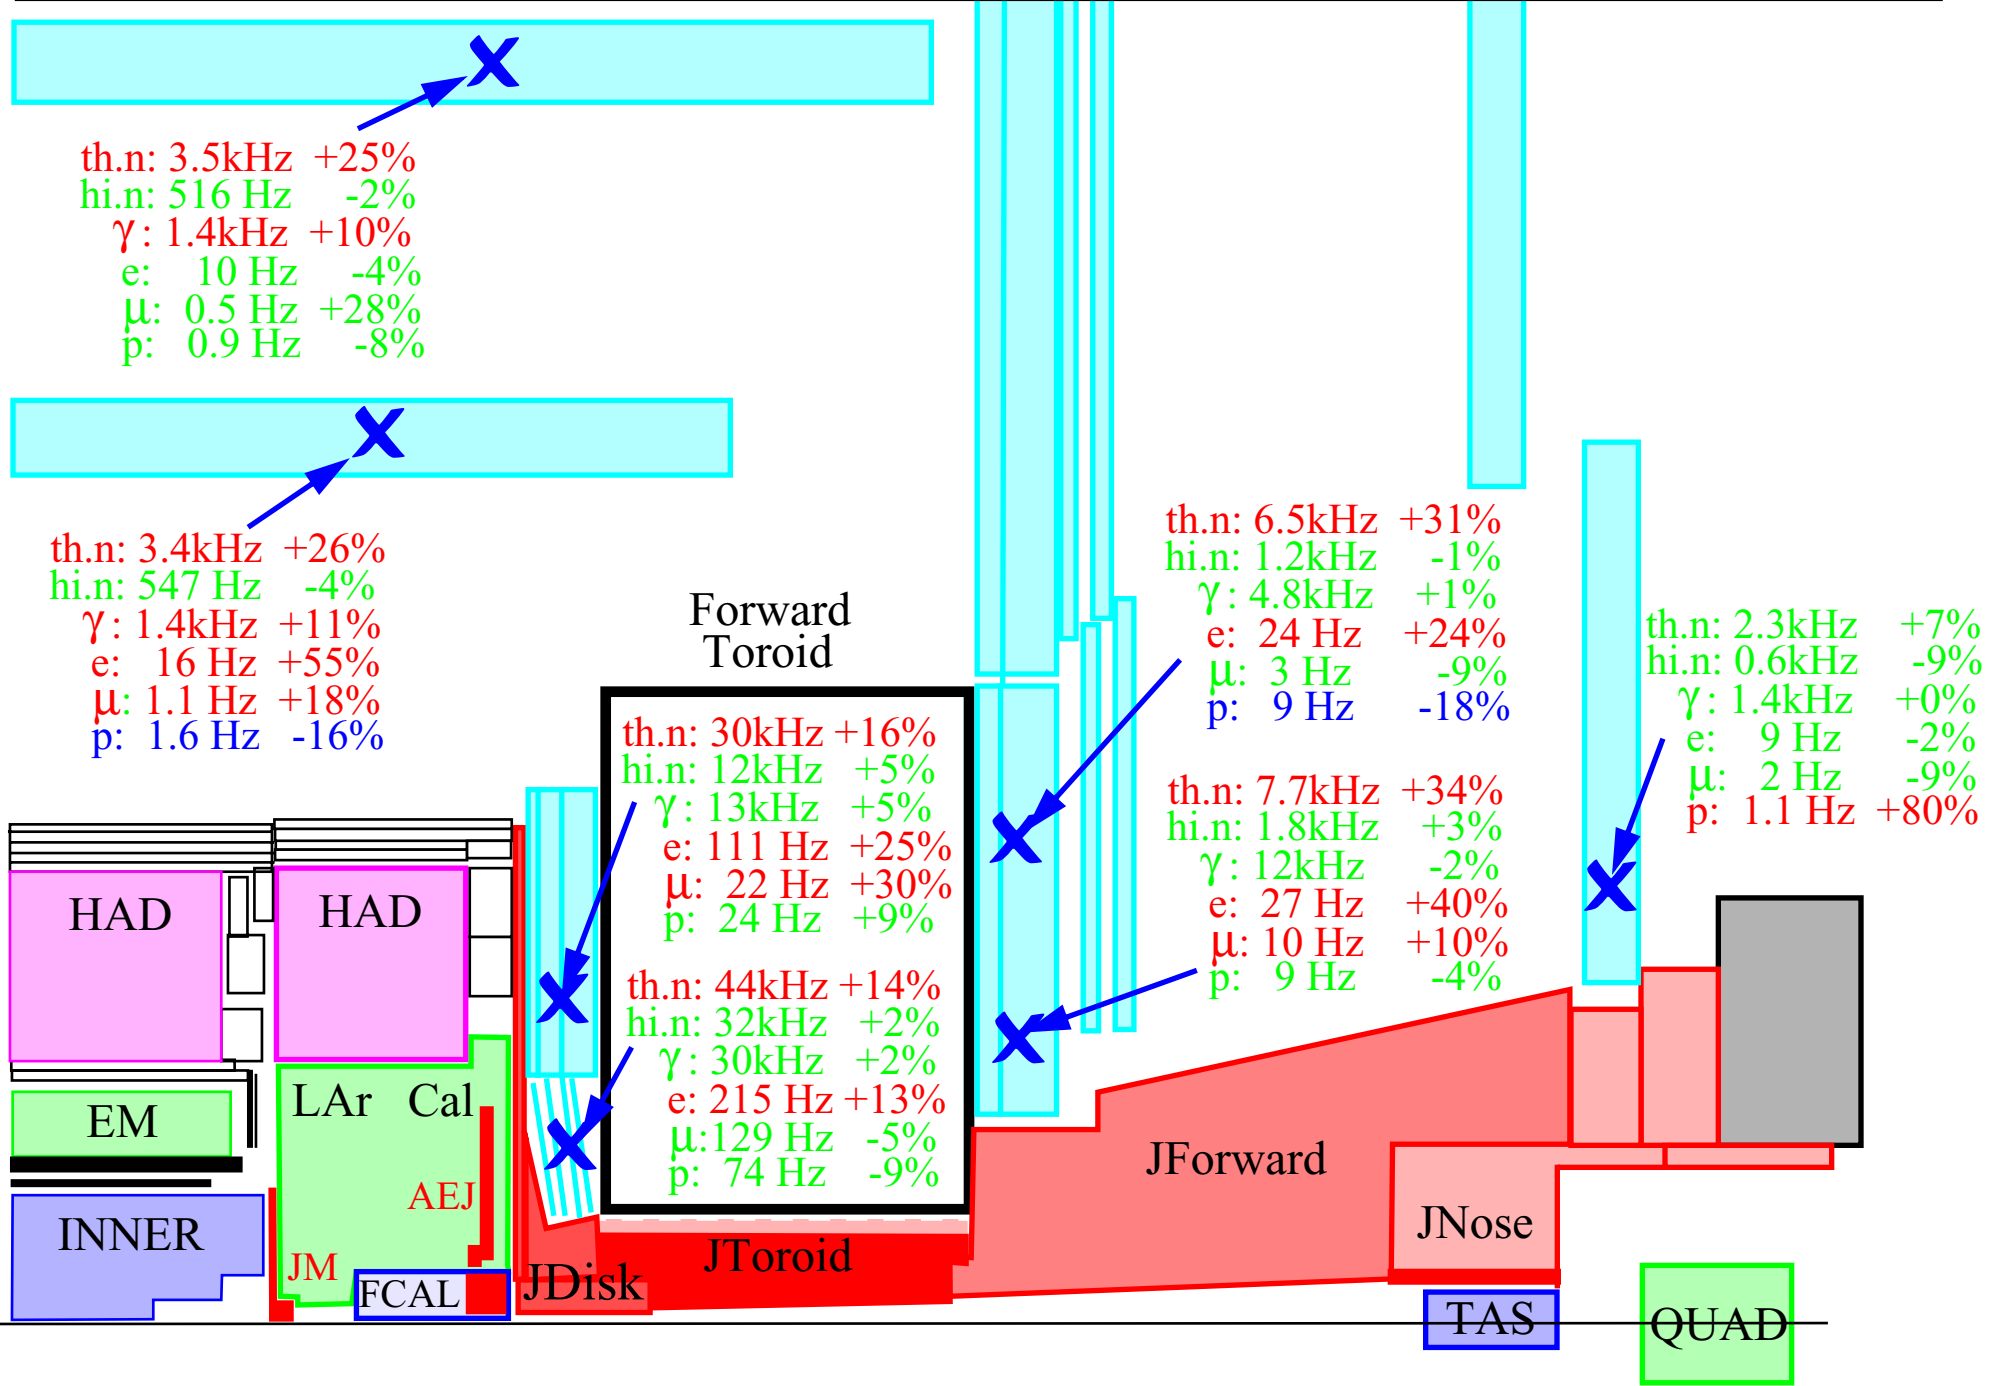 th.n: 3.5kHz +25%
hi.n: 516 Hz -2%
γ: 1.4kHz +10%
e: 10 Hz -4%
μ: 0.5 Hz +28%
p: 0.9 Hz -8%
th.n: 3.4kHz +26%
hi.n: 547 Hz -4%
γ: 1.4kHz +11%
e: 16 Hz +55%
μ: 1.1 Hz +18%
p: 1.6 Hz -16%
Forward
Toroid
th.n: 30kHz +16%
hi.n: 12kHz +5%
γ: 13kHz +5%
e: 111 Hz +25%
μ: 22 Hz +30%
p: 24 Hz +9%
th.n: 44kHz +14%
hi.n: 32kHz +2%
γ: 30kHz +2%
e: 215 Hz +13%
μ:129 Hz -5%
p: 74 Hz -9%
th.n: 6.5kHz +31%
hi.n: 1.2kHz -1%
γ: 4.8kHz +1%
e: 24 Hz +24%
μ: 3 Hz -9%
p: 9 Hz -18%
th.n: 7.7kHz +34%
hi.n: 1.8kHz +3%
γ: 12kHz -2%
e: 27 Hz +40%
μ: 10 Hz +10%
p: 9 Hz -4%
th.n: 2.3kHz +7%
hi.n: 0.6kHz -9%
γ: 1.4kHz +0%
e: 9 Hz -2%
μ: 2 Hz -9%
p: 1.1 Hz +80%
HAD
HAD
LAr Cal
EM
AEJ
INNER
JM
FCAL
JDisk
JToroid
JForward
JNose
TAS
QUAD